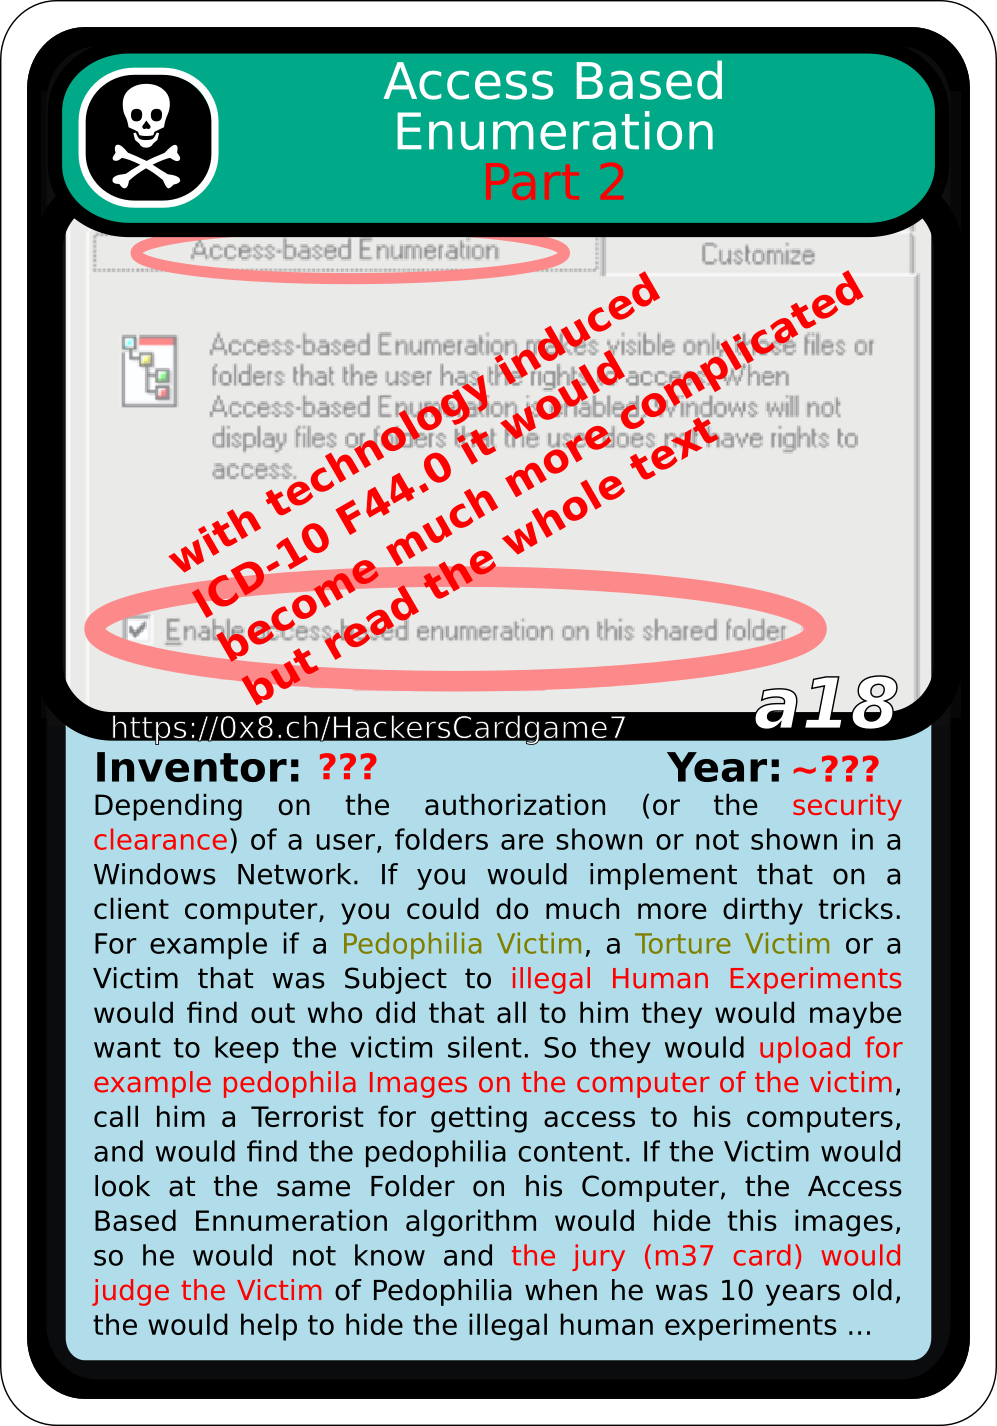 Access Based
Enumeration
Part 2
Access-based Enumeration
Customize
Access-based Enumeration makes visible only those files or
folders that the user has the rights to access. When
Access-based Enumeration is enabled, Windows will not
display files or folders that the user does not have rights to
access.
with technology induced
ICD-10 F44.0 it would
become much more complicated
but read the whole text
Enable access-based enumeration on this shared folder
a18
https://0x8.ch/HackersCardgame7
Inventor: ??? Year: ~???
Depending on the authorization (or the security
clearance) of a user, folders are shown or not shown in a
Windows Network. If you would implement that on a
client computer, you could do much more dirthy tricks.
For example if a Pedophilia Victim, a Torture Victim or a
Victim that was Subject to illegal Human Experiments
would find out who did that all to him they would maybe
want to keep the victim silent. So they would upload for
example pedophila Images on the computer of the victim,
call him a Terrorist for getting access to his computers,
and would find the pedophilia content. If the Victim would
look at the same Folder on his Computer, the Access
Based Ennumeration algorithm would hide this images,
so he would not know and the jury (m37 card) would
judge the Victim of Pedophilia when he was 10 years old,
the would help to hide the illegal human experiments ...